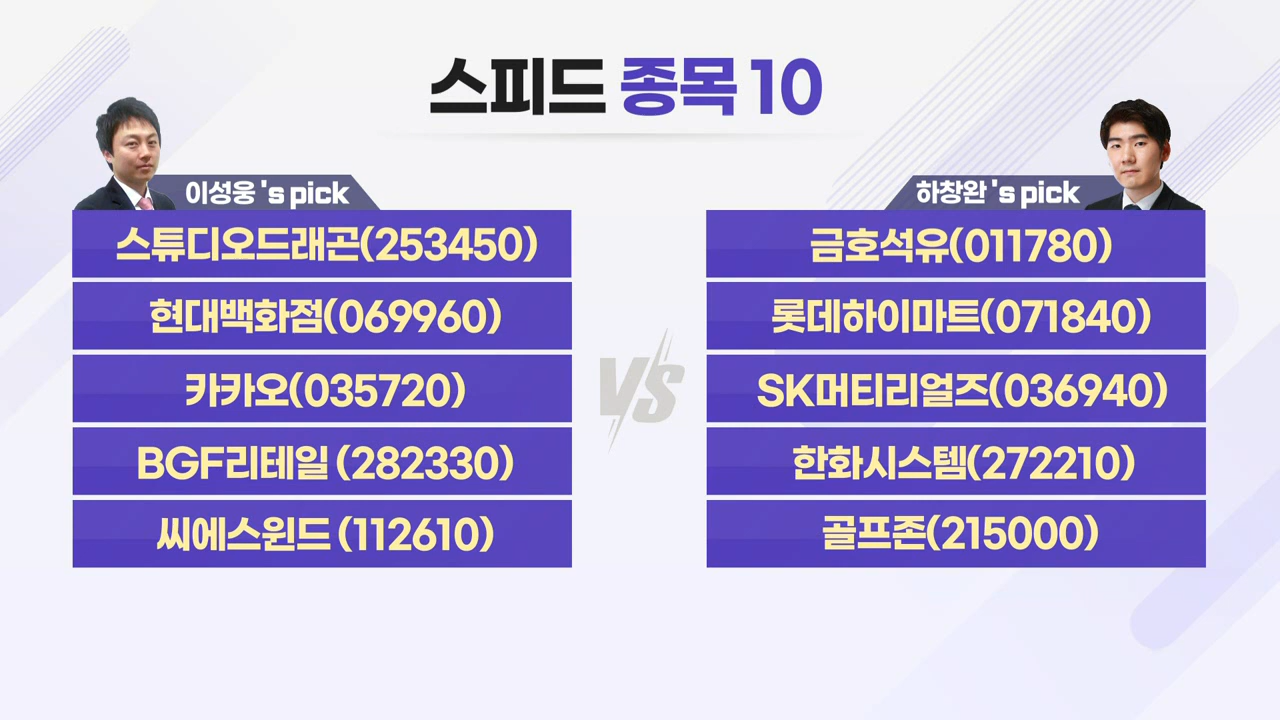 스피드 종목 10
이성웅 's pick
스튜디오드래곤(253450)
현대백화점(069960)
카카오(035720)
BGF리테일 (282330)
씨에스윈드 (112610)
VS
하창완 's pick
금호석유(011780)
롯데하이마트(071840)
SK머티리얼즈(036940)
한화시스템(272210)
골프존(215000)